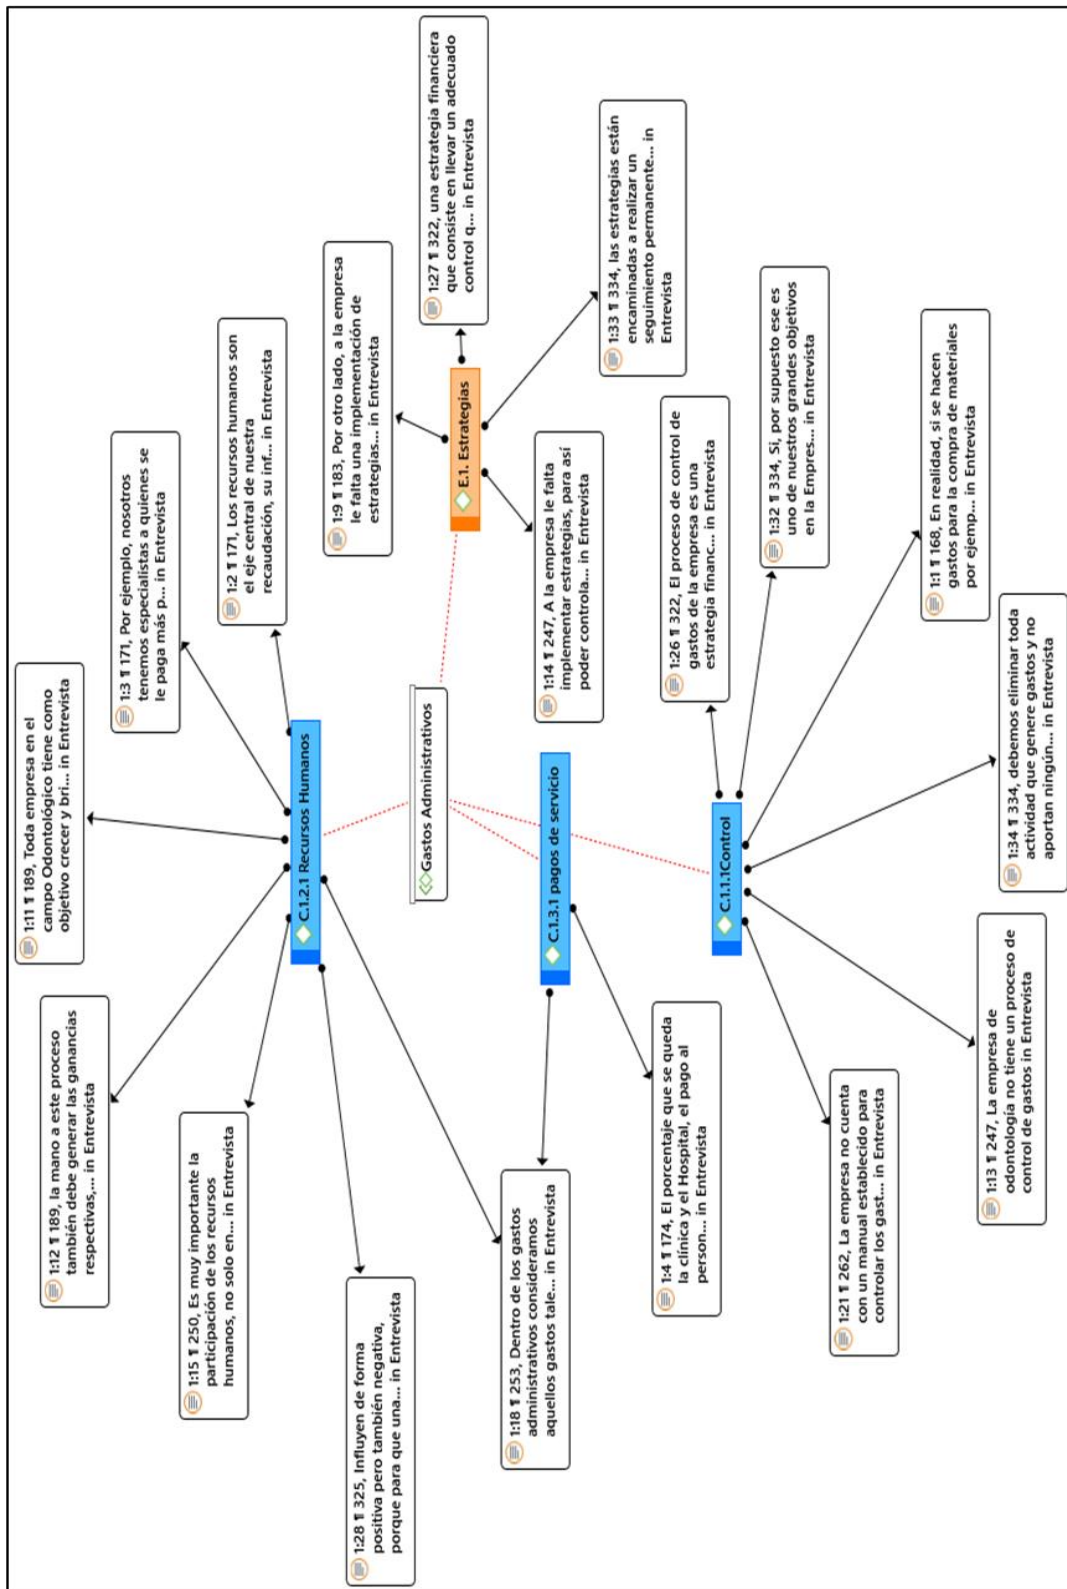 1:11 ¶ 189, Toda empresa en el
campo Odontológico tiene como
objetivo crecer y bri... in Entrevista
1:12 ¶ 189, la mano a este proceso
también debe generar las ganancias
respectivas,... in Entrevista
1:3 ¶ 171, Por ejemplo, nosotros
tenemos especialistas a quienes se
le paga más p... in Entrevista
1:15 ¶ 250, Es muy importante la
participación de los recursos
humanos, no solo en... in Entrevista
1:2 ¶ 171, Los recursos humanos son
el eje central de nuestra
recaudación, su inf... in Entrevista
C.1.2.1 Recursos Humanos
1:9 ¶ 183, Por otro lado, a la empresa
le falta una implementación de
estrategias... in Entrevista
1:28 ¶ 325, Influyen de forma
positiva pero también negativa,
porque para que una... in Entrevista
Gastos Administrativos
1:27 ¶ 322, una estrategia financiera
que consiste en llevar un adecuado
control q... in Entrevista
E.1. Estrategias
1:18 ¶ 253, Dentro de los gastos
administrativos consideramos
aquellos gastos tale... in Entrevista
1:14 ¶ 247, A la empresa le falta
implementar estrategias, para así
poder controla... in Entrevista
C.1.3.1 pagos de servicio
1:33 ¶ 334, las estrategias están
encaminadas a realizar un
seguimiento permanente... in
Entrevista
1:4 ¶ 174, El porcentaje que se queda
la clínica y el Hospital, el pago al
person... in Entrevista
1:26 ¶ 322, El proceso de control de
gastos de la empresa es una
estrategia financ... in Entrevista
C.1.1.1Control
1:32 ¶ 334, Si, por supuesto ese es
uno de nuestros grandes objetivos
en la Empres... in Entrevista
1:21 ¶ 262, La empresa no cuenta
con un manual establecido para
controlar los gast... in Entrevista
1:1 ¶ 168, En realidad, si se hacen
gastos para la compra de materiales
por ejemp... in Entrevista
1:13 ¶ 247, La empresa de
odontología no tiene un proceso de
control de gastos in Entrevista
1:34 ¶ 334, debemos eliminar toda
actividad que genere gastos y no
aportan ningún... in Entrevista